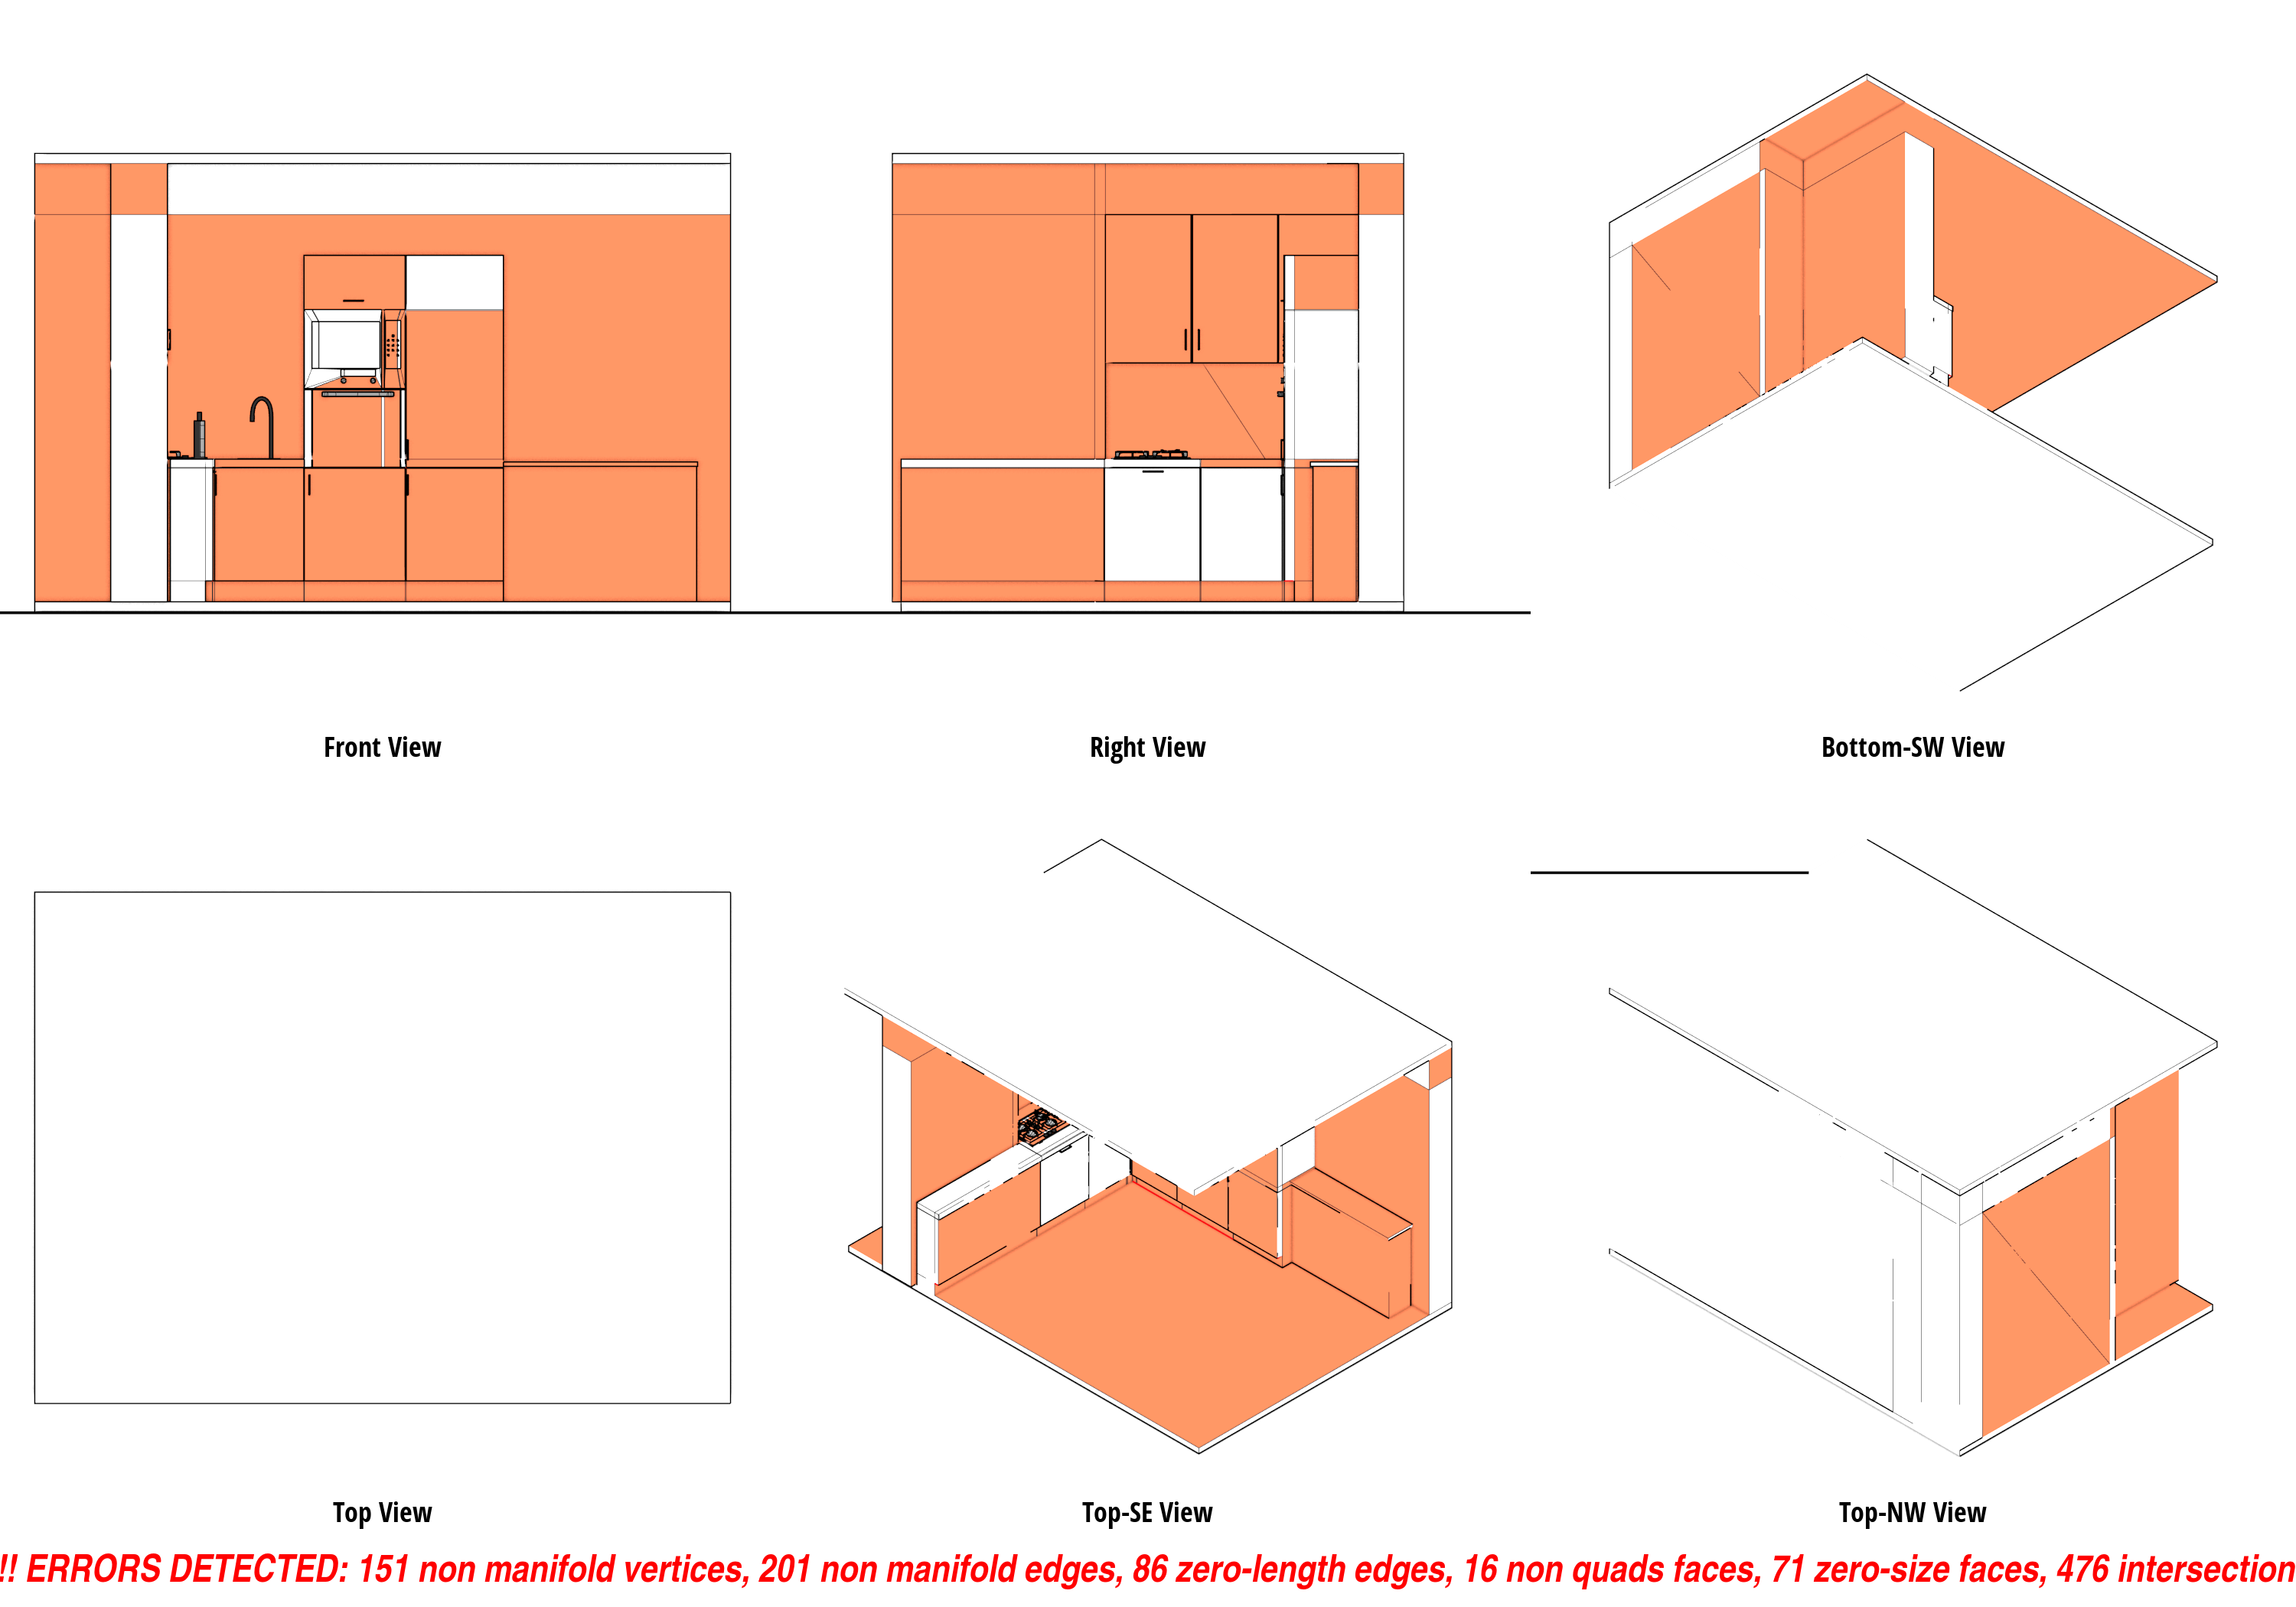 Front View
Right View
Bottom-SW View
Top View
Top-SE View
Top-NW View
!! ERRORS DETECTED: 151 non manifold vertices, 201 non manifold edges, 86 zero-length edges, 16 non quads faces, 71 zero-size faces, 476 intersection